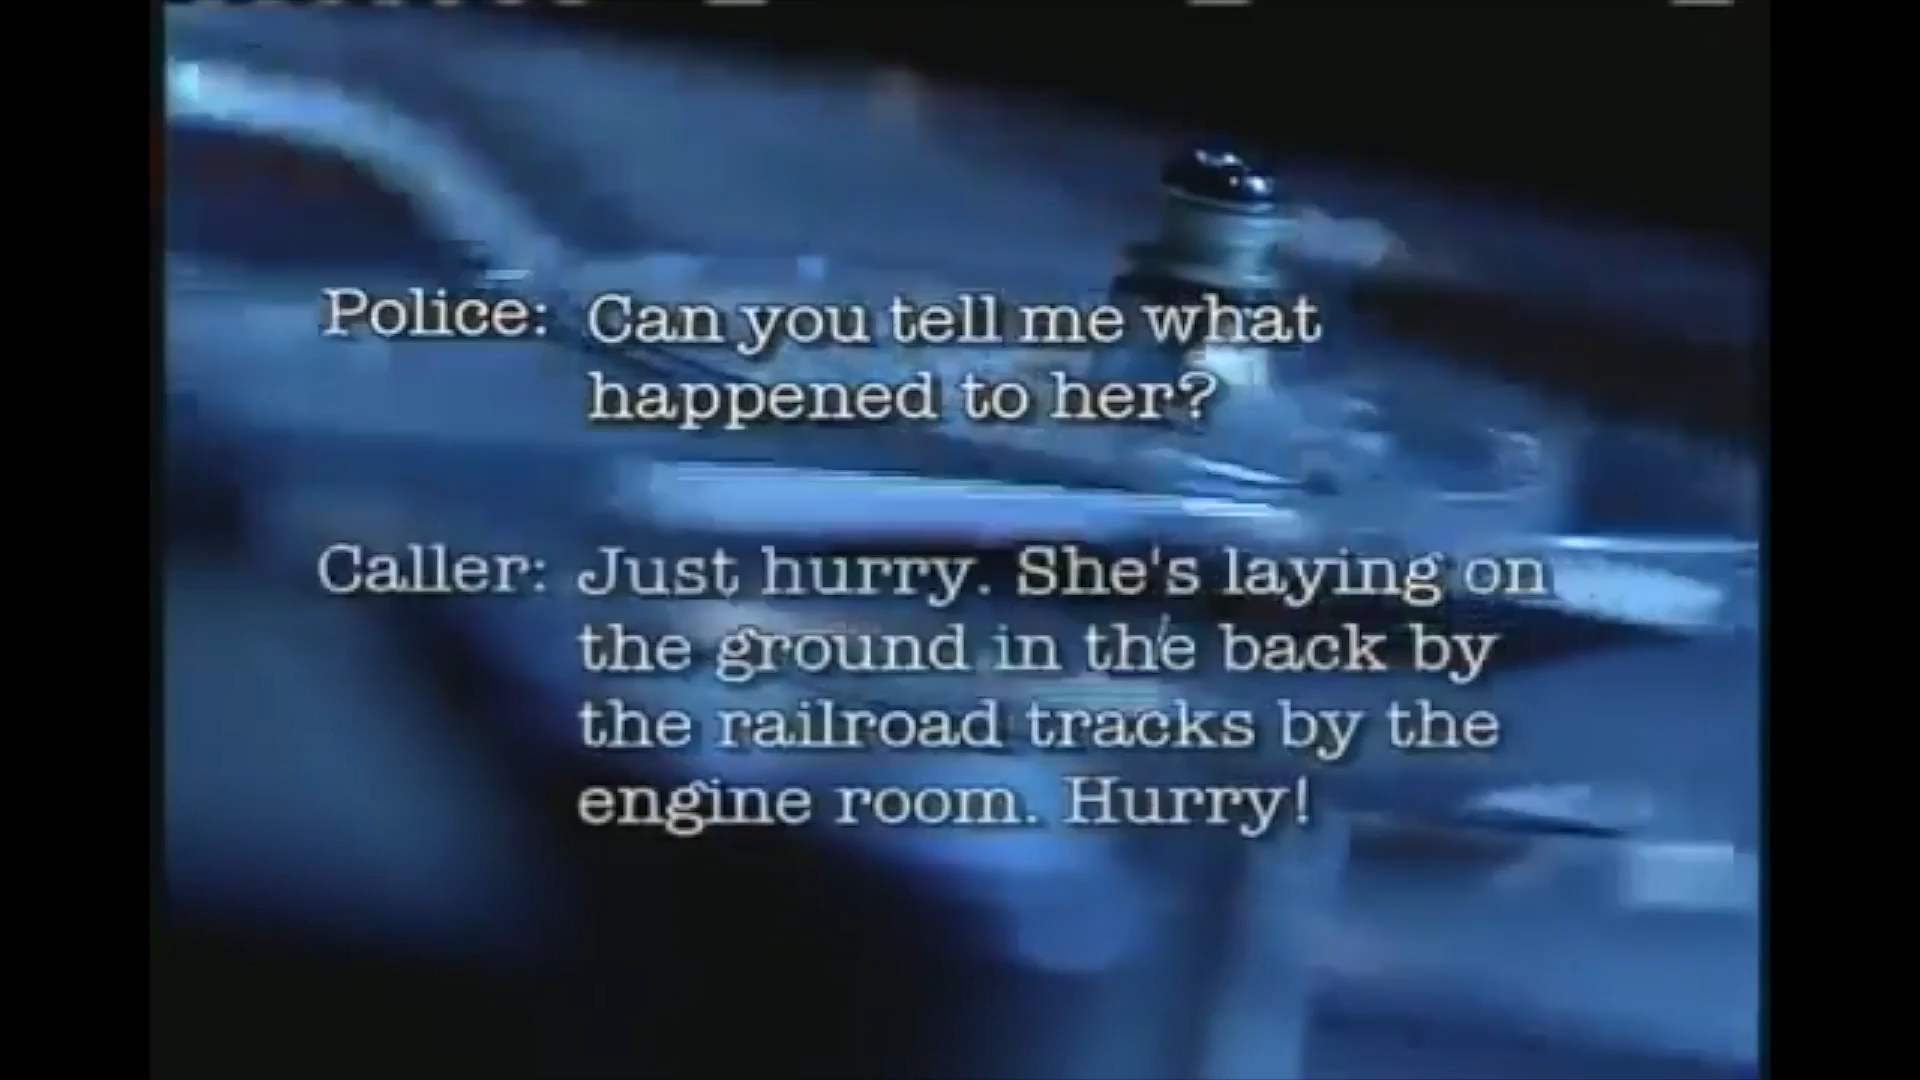 Police: Can you tell me what
happened to her?
Caller: Just hurry. She's laying on
the ground in the back by
the railroad tracks by the
engine room. Hurry!